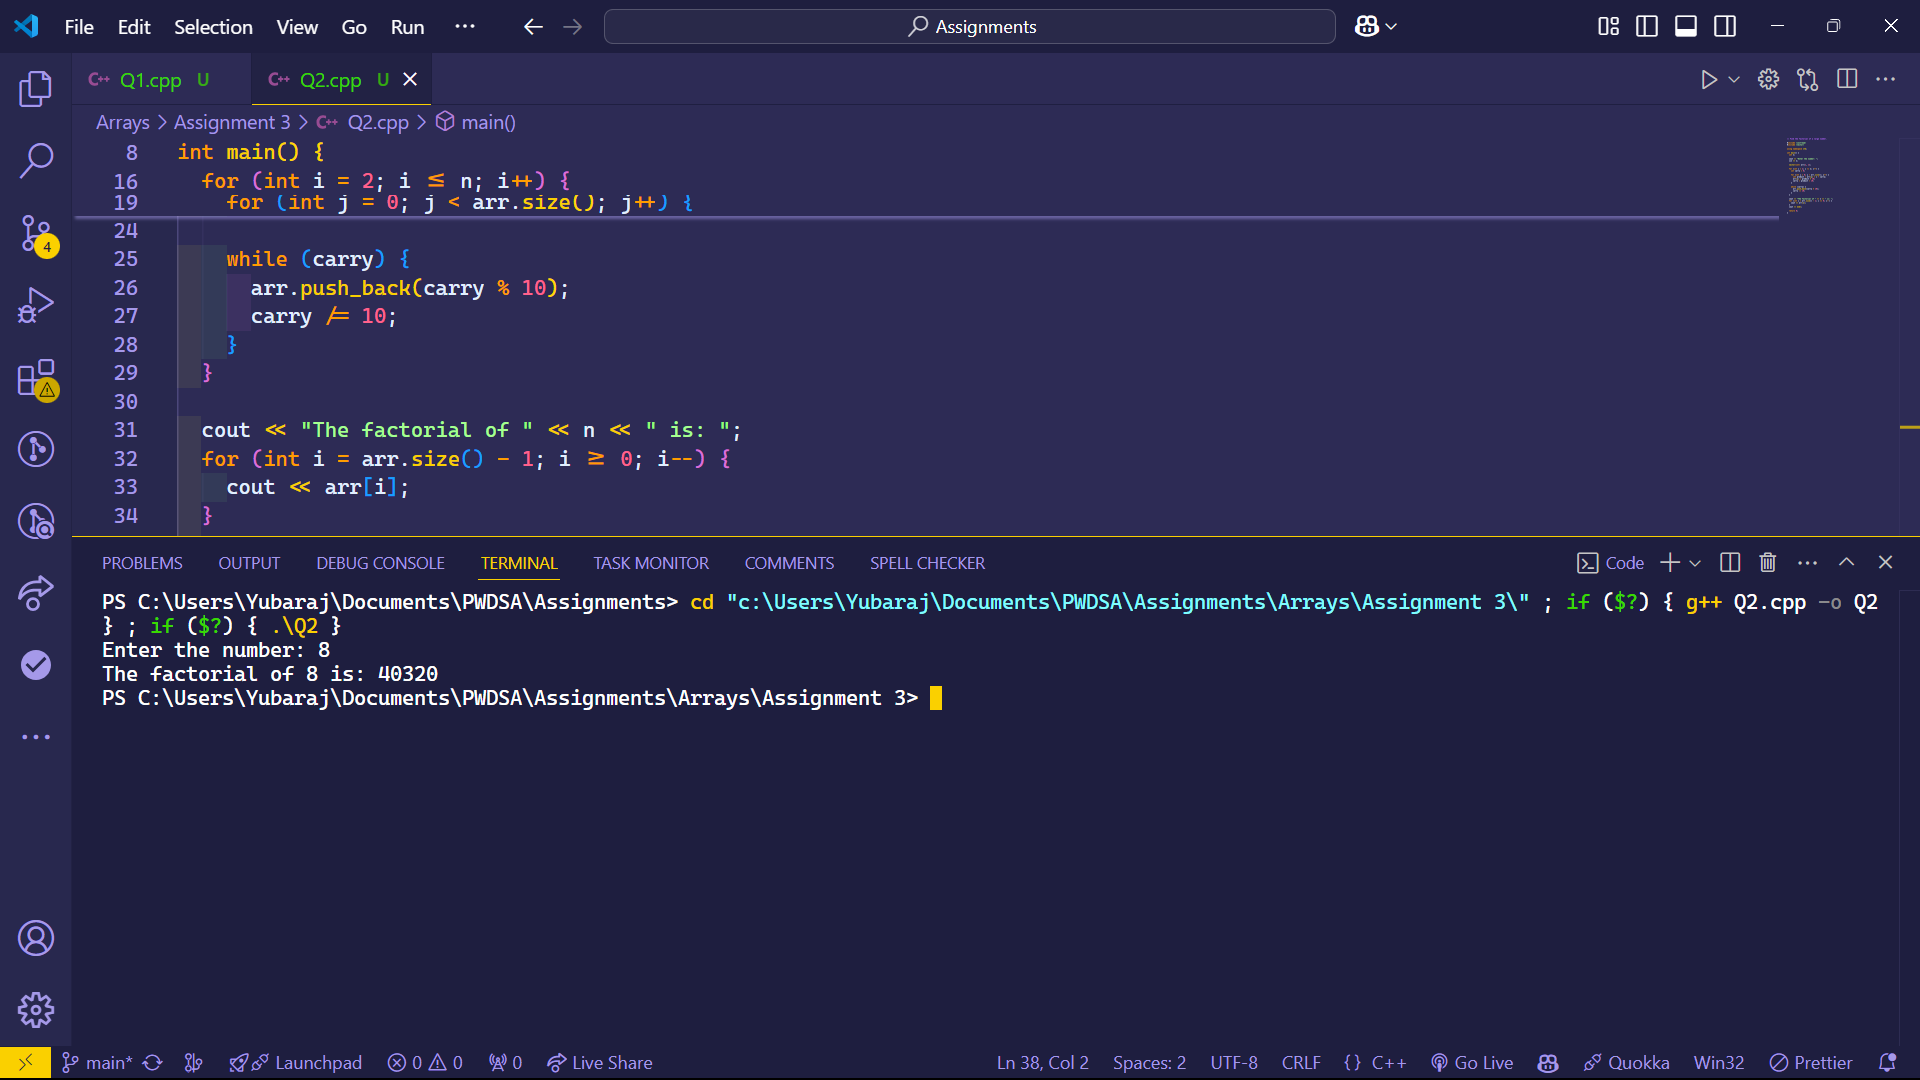 File Edit Selection View Go Run ··· Assignments
C++ Q1.cpp U C++ Q2.cpp U
Arrays > Assignment 3 > C++ Q2.cpp > main()
8 int main() {
16 for (int i = 2; i <= n; i++) {
19 for (int j = 0; j < arr.size(); j++) {
24
25 while (carry) {
26 arr.push_back(carry % 10);
27 carry /= 10;
28 }
29 }
30
31 cout << "The factorial of " << n << " is: ";
32 for (int i = arr.size() - 1; i >= 0; i--) {
33 cout << arr[i];
34 }
4
PROBLEMS OUTPUT DEBUG CONSOLE TERMINAL TASK MONITOR COMMENTS SPELL CHECKER Code
PS C:\Users\Yubaraj\Documents\PWDSA\Assignments> cd "c:\Users\Yubaraj\Documents\PWDSA\Assignments\Arrays\Assignment 3\" ; if ($?) { g++ Q2.cpp -o Q2
} ; if ($?) { .\Q2 }
Enter the number: 8
The factorial of 8 is: 40320
PS C:\Users\Yubaraj\Documents\PWDSA\Assignments\Arrays\Assignment 3>
main* Launchpad 0 0 0 Live Share Ln 38, Col 2 Spaces: 2 UTF-8 CRLF {} C++ Go Live Quokka Win32 Prettier